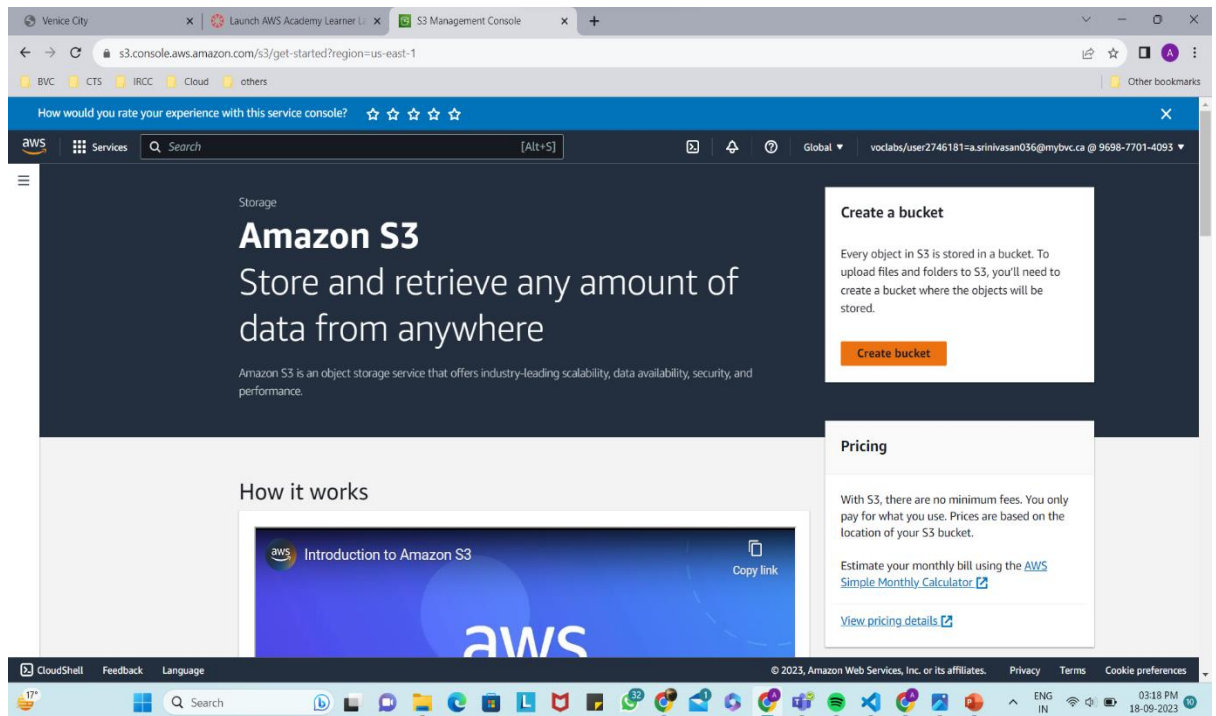 Venice City
Launch AWS Academy Learner La
S3 Management Console
s3.console.aws.amazon.com/s3/get-started?region=us-east-1
A
BVC CTS IRCC Cloud others
Other bookmarks
How would you rate your experience with this service console?
aws Services Search [Alt+S] Global voclabs/user2746181=a.srinivasan036@mybvc.ca @ 9698-7701-4093
Storage
Amazon S3
Store and retrieve any amount of
data from anywhere
Amazon S3 is an object storage service that offers industry-leading scalability, data availability, security, and
performance.
Create a bucket
Every object in S3 is stored in a bucket. To
upload files and folders to S3, you'll need to
create a bucket where the objects will be
stored.
Create bucket
Pricing
With S3, there are no minimum fees. You only
pay for what you use. Prices are based on the
location of your S3 bucket.
Estimate your monthly bill using the AWS
Simple Monthly Calculator
View pricing details
How it works
aws Introduction to Amazon S3
Copy link
aws
CloudShell Feedback Language © 2023, Amazon Web Services, Inc. or its affiliates. Privacy Terms Cookie preferences
17°
Search
L
32
ENG
IN
03:18 PM
18-09-2023
10